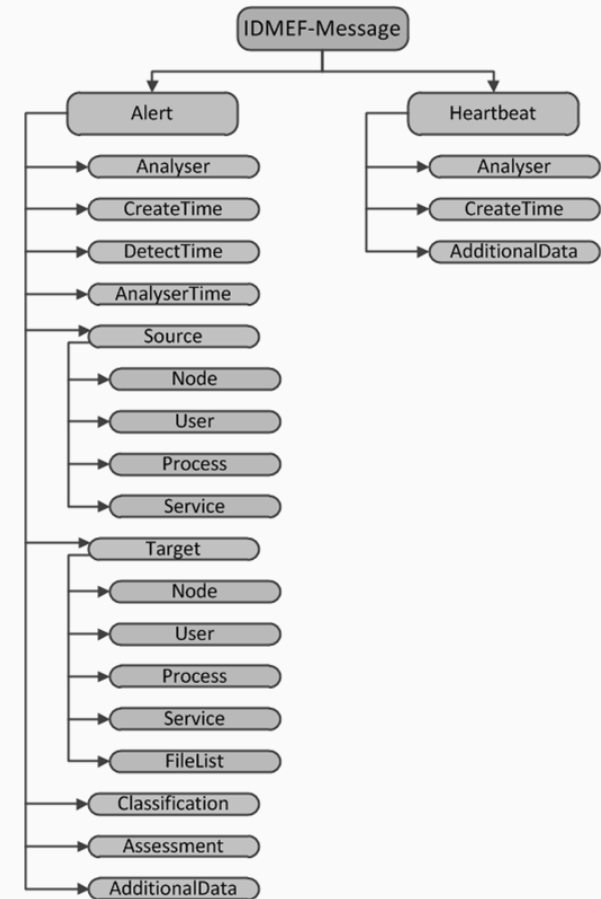 IDMEF-Message
Alert
Heartbeat
Analyser
Analyser
CreateTime
CreateTime
DetectTime
AdditionalData
AnalyserTime
Source
Node
User
Process
Service
Target
Node
User
Process
Service
FileList
Classification
Assessment
AdditionalData